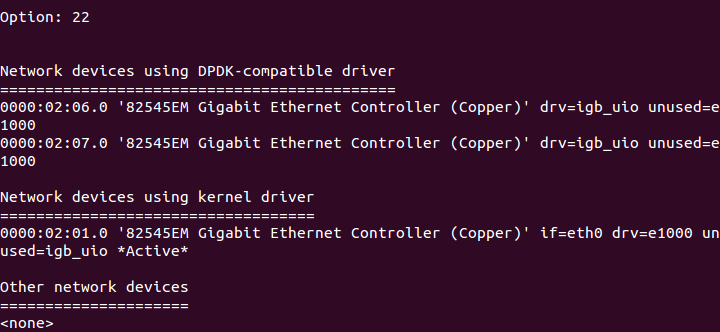 Option: 22
Network devices using DPDK-compatible driver
============================================
0000:02:06.0 '82545EM Gigabit Ethernet Controller (Copper)' drv=igb_uio unused=e
1000
0000:02:07.0 '82545EM Gigabit Ethernet Controller (Copper)' drv=igb_uio unused=e
1000
Network devices using kernel driver
===================================
0000:02:01.0 '82545EM Gigabit Ethernet Controller (Copper)' if=eth0 drv=e1000 un
used=igb_uio *Active*
Other network devices
=====================
<none>